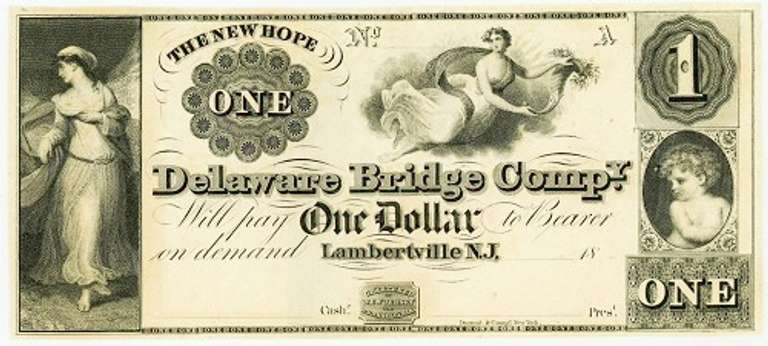 THE NEW HOPE
Nº A
ONE
1
Delaware Bridge Comp.Y
Will pay One Dollar to Bearer
on demand Lambertville N.J. 18
ONE
Cash.r Pres.t